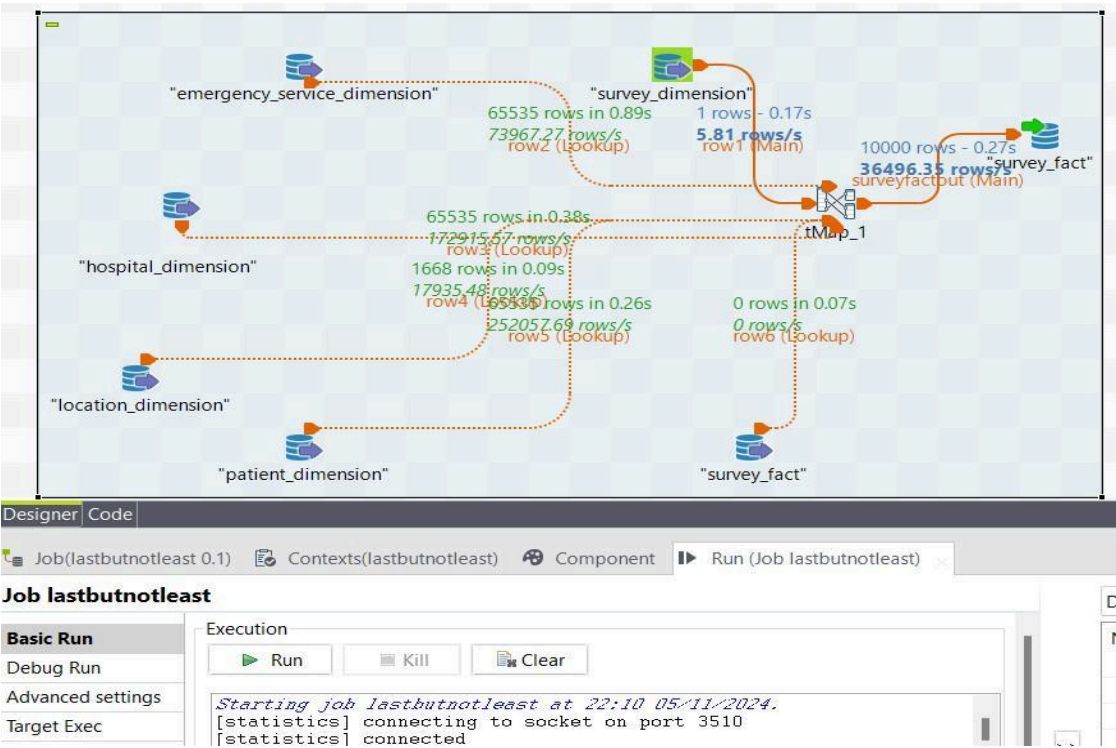 "emergency_service_dimension"
"survey_dimension"
65535 rows in 0.89s
73967.27 rows/s
row2 (Lookup)
1 rows - 0.17s
5.81 rows/s
row1 (Main)
10000 rows - 0.27s
36496.35 rows/s
surveyfactout (Main)
"survey_fact"
tMap_1
65535 rows in 0.38s
172915.57 rows/s
row3 (Lookup)
"hospital_dimension"
1668 rows in 0.09s
17935.48 rows/s
row4 (Lookup)
65535 rows in 0.26s
252057.69 rows/s
row5 (Lookup)
0 rows in 0.07s
0 rows/s
row6 (Lookup)
"location_dimension"
"patient_dimension"
"survey_fact"
Designer Code
Job(lastbutnotleast 0.1) Contexts(lastbutnotleast) Component Run (Job lastbutnotleast)
Job lastbutnotleast
D
Basic Run
Execution
Run Kill Clear
Debug Run
Advanced settings
Target Exec
Starting job lastbutnotleast at 22:10 05/11/2024.
[statistics] connecting to socket on port 3510
[statistics] connected